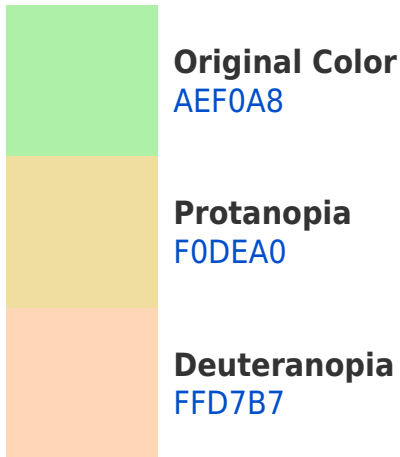 Original Color
AEF0A8
Protanopia
F0DEA0
Deuteranopia
FFD7B7